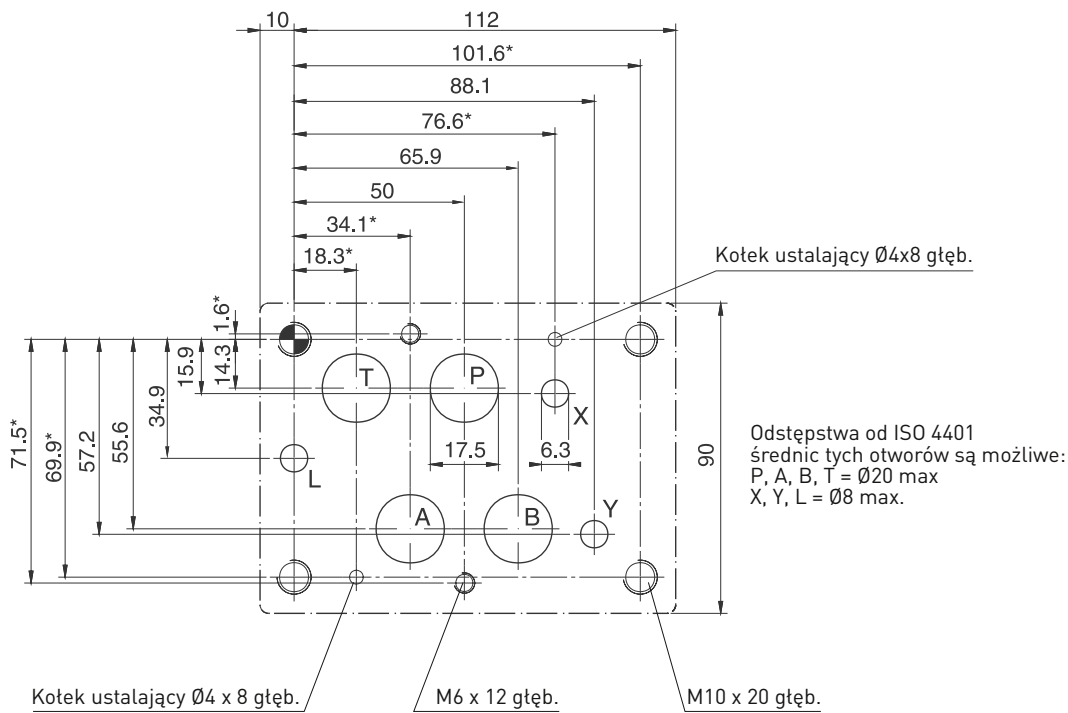 10
112
101.6*
88.1
76.6*
65.9
50
34.1*
18.3*
Kołek ustalający Ø4x8 głęb.
1.6*
14.3
15.9
34.9
55.6
57.2
69.9*
71.5*
T
P
X
17.5
6.3
L
A
B
Y
90
Odstępstwa od ISO 4401
średnic tych otworów są możliwe:
P, A, B, T = Ø20 max
X, Y, L = Ø8 max.
Kołek ustalający Ø4 x 8 głęb.
M6 x 12 głęb.
M10 x 20 głęb.